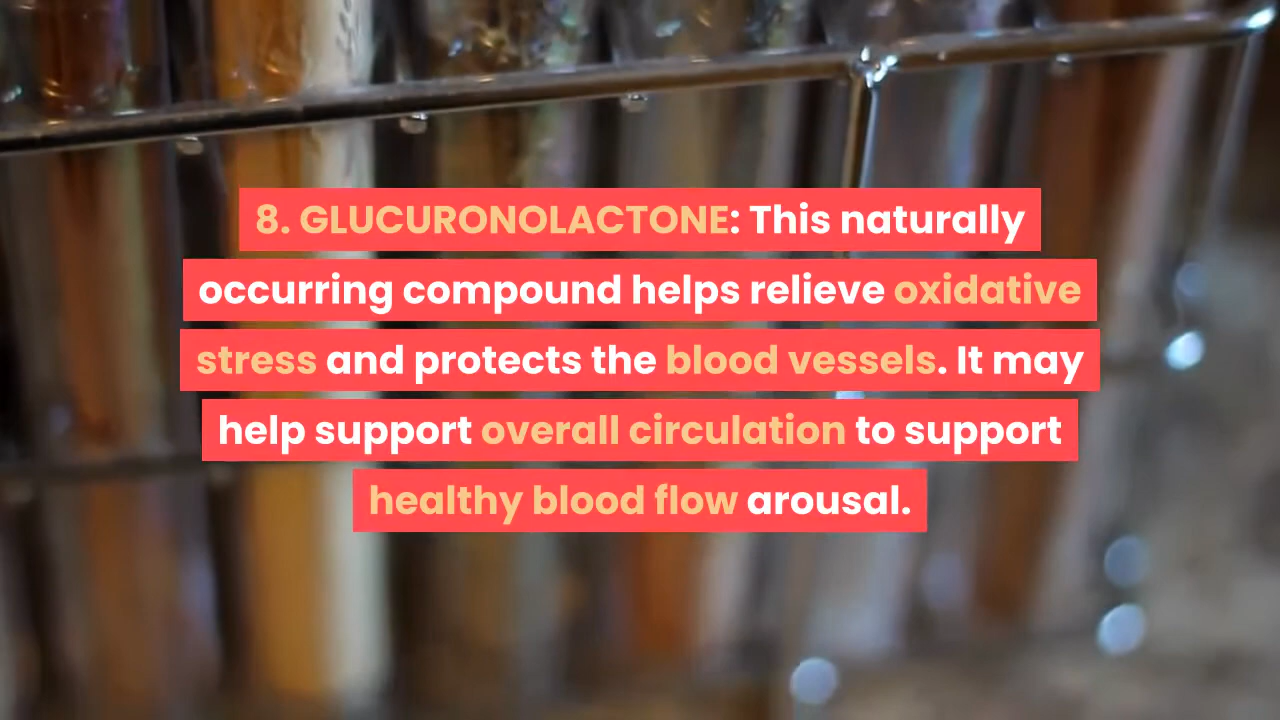 8. GLUCURONOLACTONE: This naturally
occurring compound helps relieve oxidative
stress and protects the blood vessels. It may
help support overall circulation to support
healthy blood flow arousal.